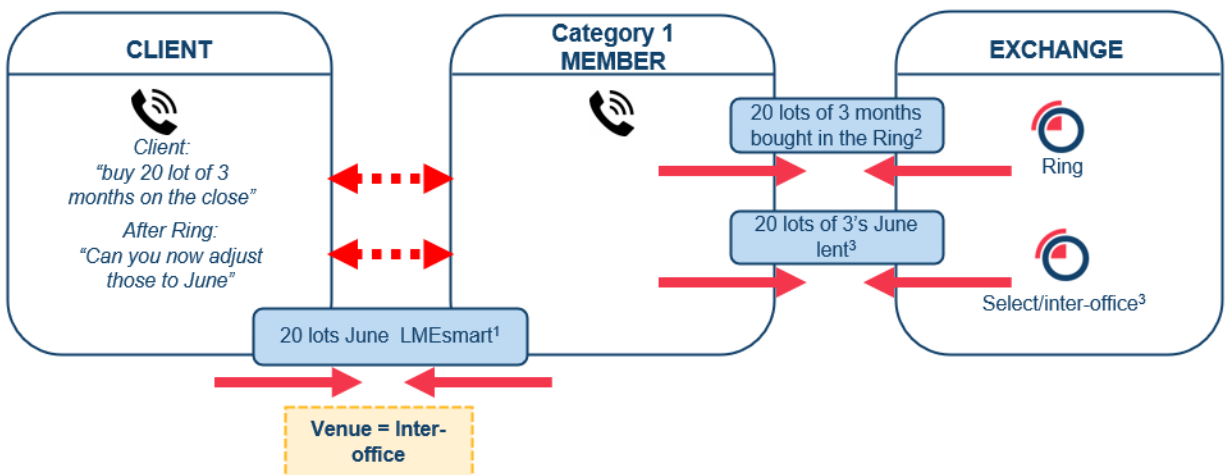 CLIENT
Client:
“buy 20 lot of 3
months on the close”
After Ring:
“Can you now adjust
those to June”
Category 1
MEMBER
EXCHANGE
20 lots of 3 months
bought in the Ring²
Ring
20 lots of 3’s June
lent³
Select/inter-office³
20 lots June LMEsmart¹
Venue = Inter-
office